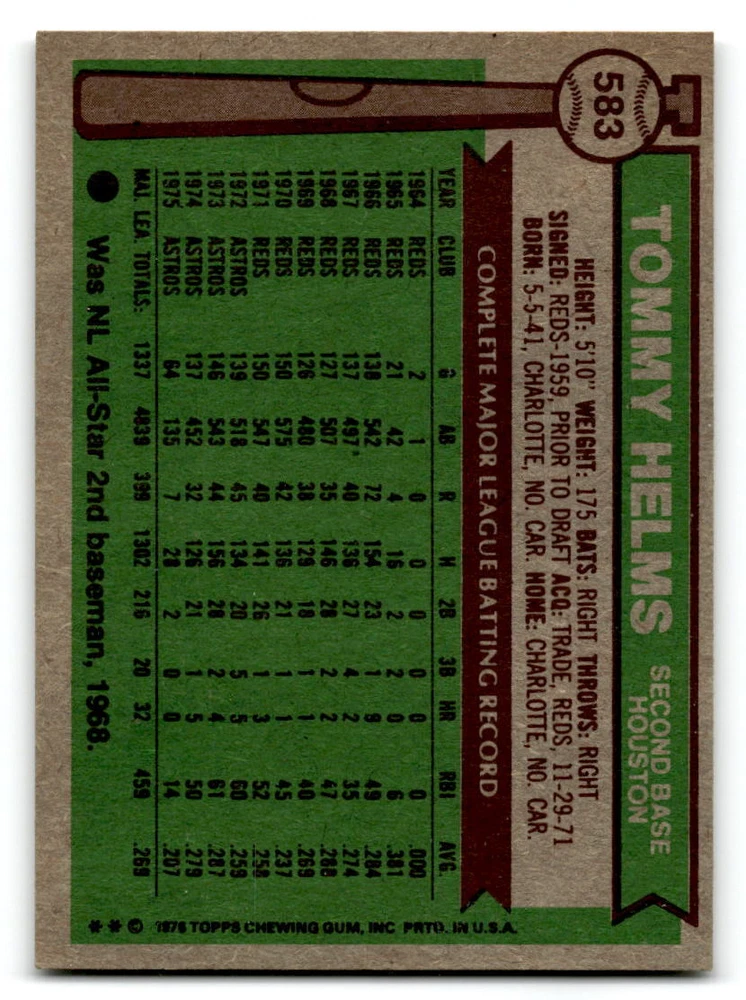 583
TOMMY HELMS SECOND BASE
HOUSTON
HEIGHT: 5'10" WEIGHT: 175 BATS: RIGHT THROWS: RIGHT
SIGNED: REDS-1959, PRIOR TO DRAFT ACQ: TRADE, REDS, 11-29-71
BORN: 5-5-41, CHARLOTTE, NO. CAR. HOME: CHARLOTTE, NO. CAR.
COMPLETE MAJOR LEAGUE BATTING RECORD
YEAR CLUB G AB R H 2B 3B HR RBI AVG.
1964 REDS 2 1 0 0 0 0 0 0 .000
1965 REDS 21 42 4 16 2 2 0 6 .381
1966 REDS 138 542 72 154 23 1 9 49 .284
1967 REDS 137 497 40 136 27 4 2 35 .274
1968 REDS 127 507 35 146 28 2 2 47 .288
1969 REDS 126 480 38 129 18 1 1 40 .269
1970 REDS 150 575 42 136 21 1 1 45 .237
1971 REDS 150 547 40 141 26 1 3 52 .258
1972 ASTROS 139 518 45 134 20 5 5 60 .259
1973 ASTROS 146 543 44 156 28 2 4 61 .287
1974 ASTROS 137 452 32 126 21 1 5 50 .279
1975 ASTROS 64 135 7 28 2 0 0 14 .207
MAJ. LEA. TOTALS: 1337 4839 399 1302 216 20 32 459 .269
Was NL All-Star 2nd baseman, 1968.
**© 1976 TOPPS CHEWING GUM, INC PRTD. IN U.S.A.